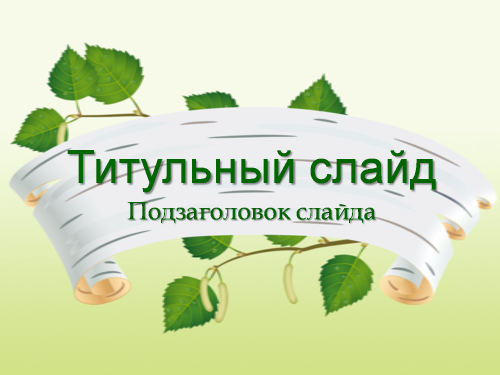 Титульный слайд
Подзаголовок слайда